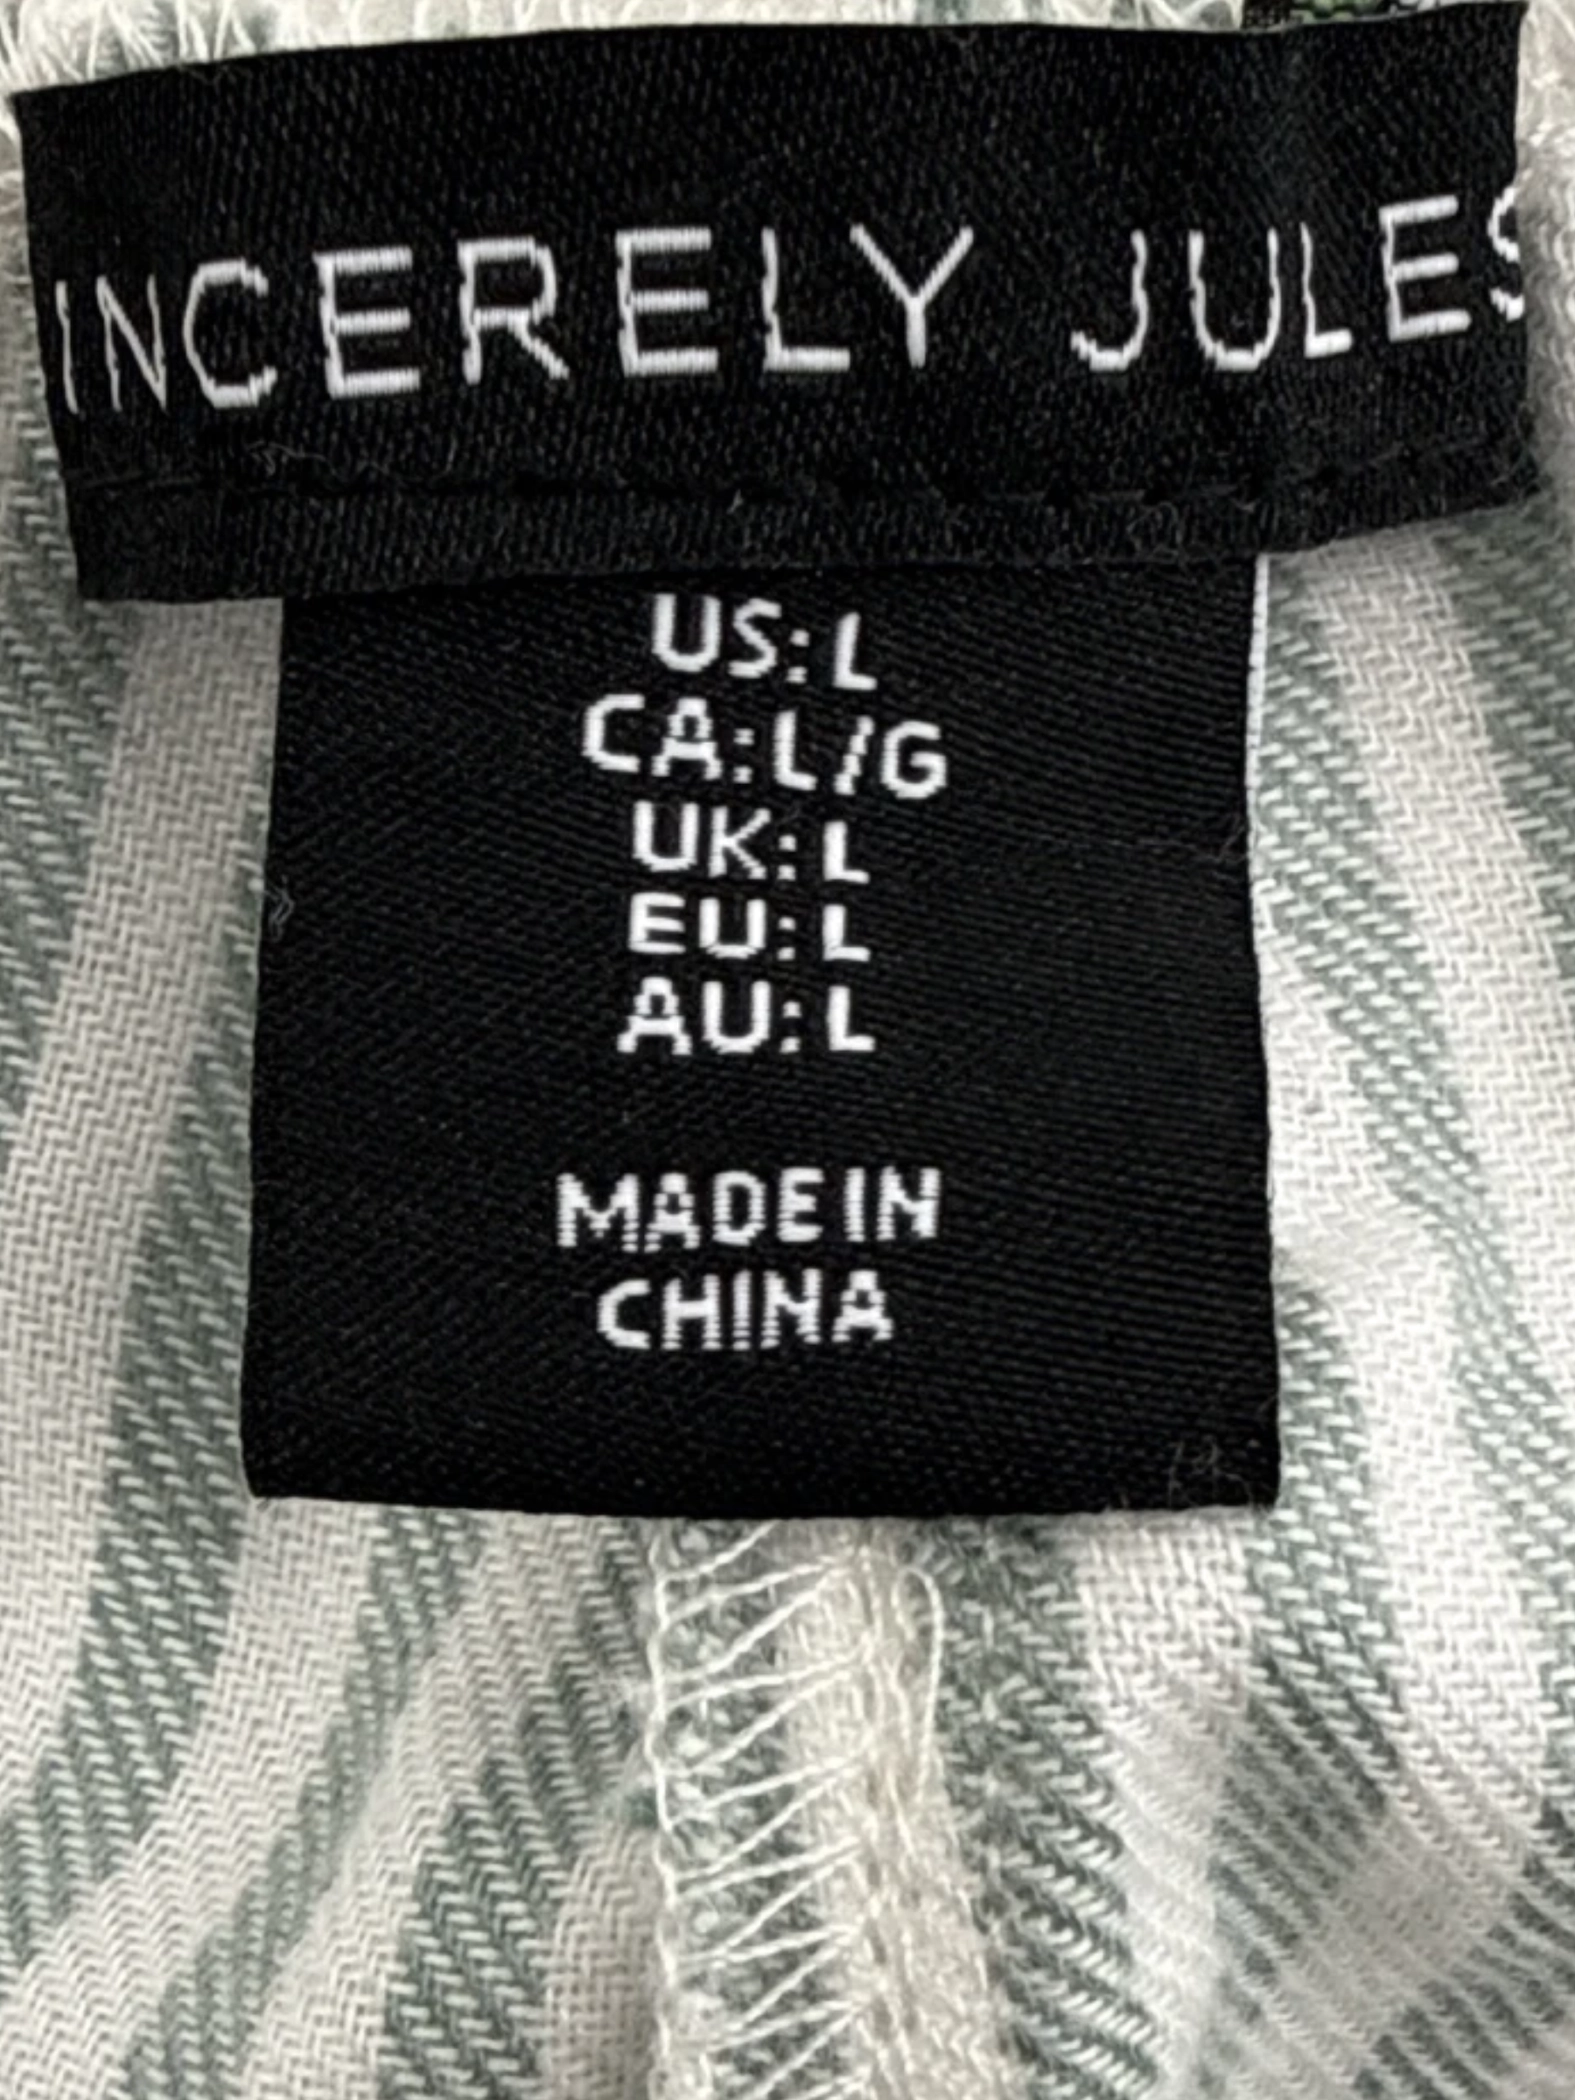 INCERELY JULES
US: L
CA: L/G
UK: L
EU: L
AU: L
MADE IN
CHINA